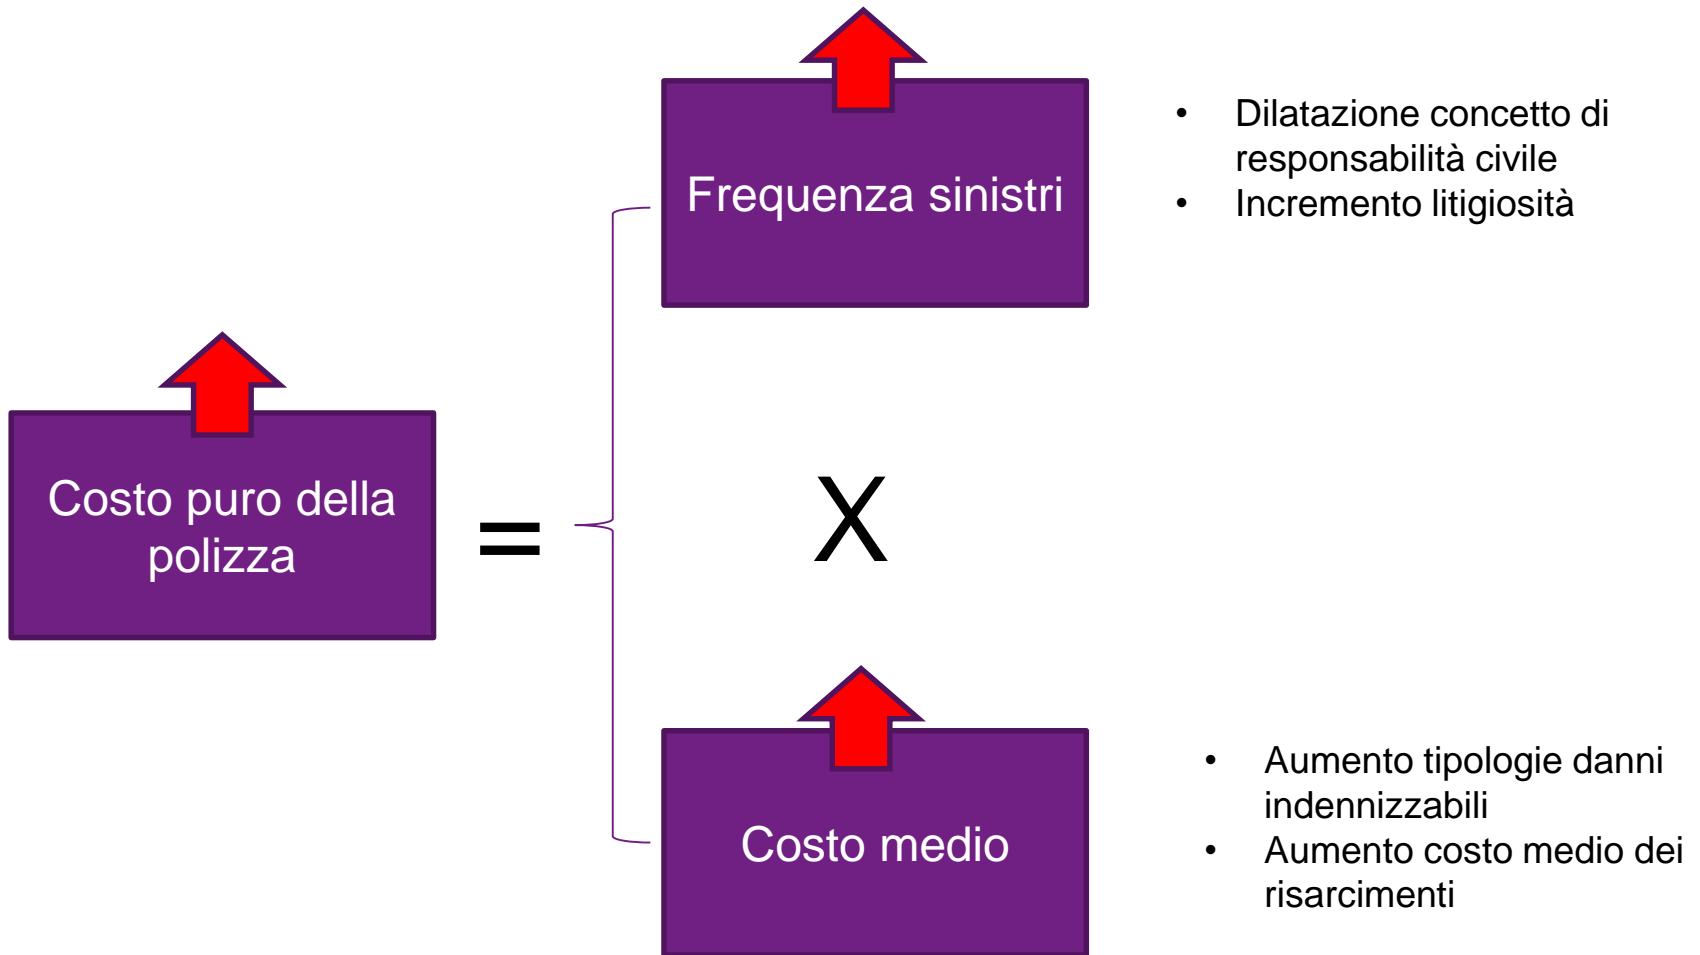 Frequenza sinistri
• Dilatazione concetto di
responsabilità civile
• Incremento litigiosità
Costo puro della
polizza
=
X
Costo medio
• Aumento tipologie danni
indennizzabili
• Aumento costo medio dei
risarcimenti